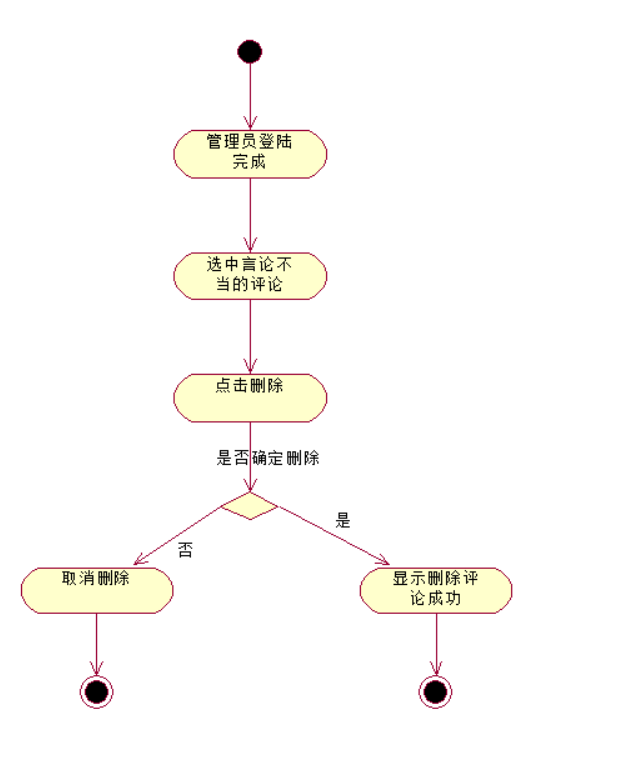 管理员登陆
完成
选中言论不
当的评论
点击删除
是否确定删除
是
否
取消删除
显示删除评
论成功